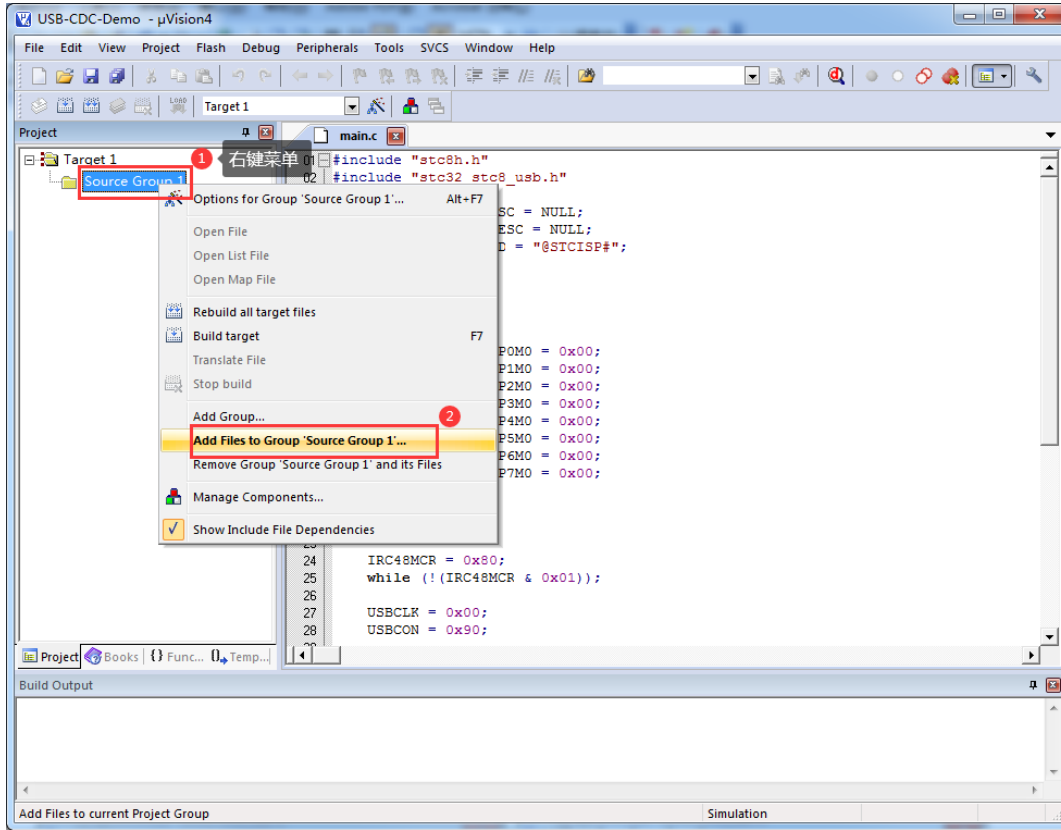 USB-CDC-Demo - µVision4
File Edit View Project Flash Debug Peripherals Tools SVCS Window Help
LOAD Target 1
Project
main.c
Target 1
1 右键菜单
Source Group 1
01 #include "stc8h.h"
02 #include "stc32_stc8_usb.h"
Options for Group 'Source Group 1'... Alt+F7
SC = NULL;
Open File
ESC = NULL;
Open List File
D = "@STCISP#";
Open Map File
Rebuild all target files
Build target F7
P0M0 = 0x00;
Translate File
P1M0 = 0x00;
Stop build
P2M0 = 0x00;
P3M0 = 0x00;
Add Group...
2
P4M0 = 0x00;
Add Files to Group 'Source Group 1'...
P5M0 = 0x00;
Remove Group 'Source Group 1' and its Files
P6M0 = 0x00;
P7M0 = 0x00;
Manage Components...
Show Include File Dependencies
24 IRC48MCR = 0x80;
25 while (!(IRC48MCR & 0x01));
26
27 USBCLK = 0x00;
28 USBCON = 0x90;
Project Books {} Func... Temp...
Build Output
Add Files to current Project Group
Simulation